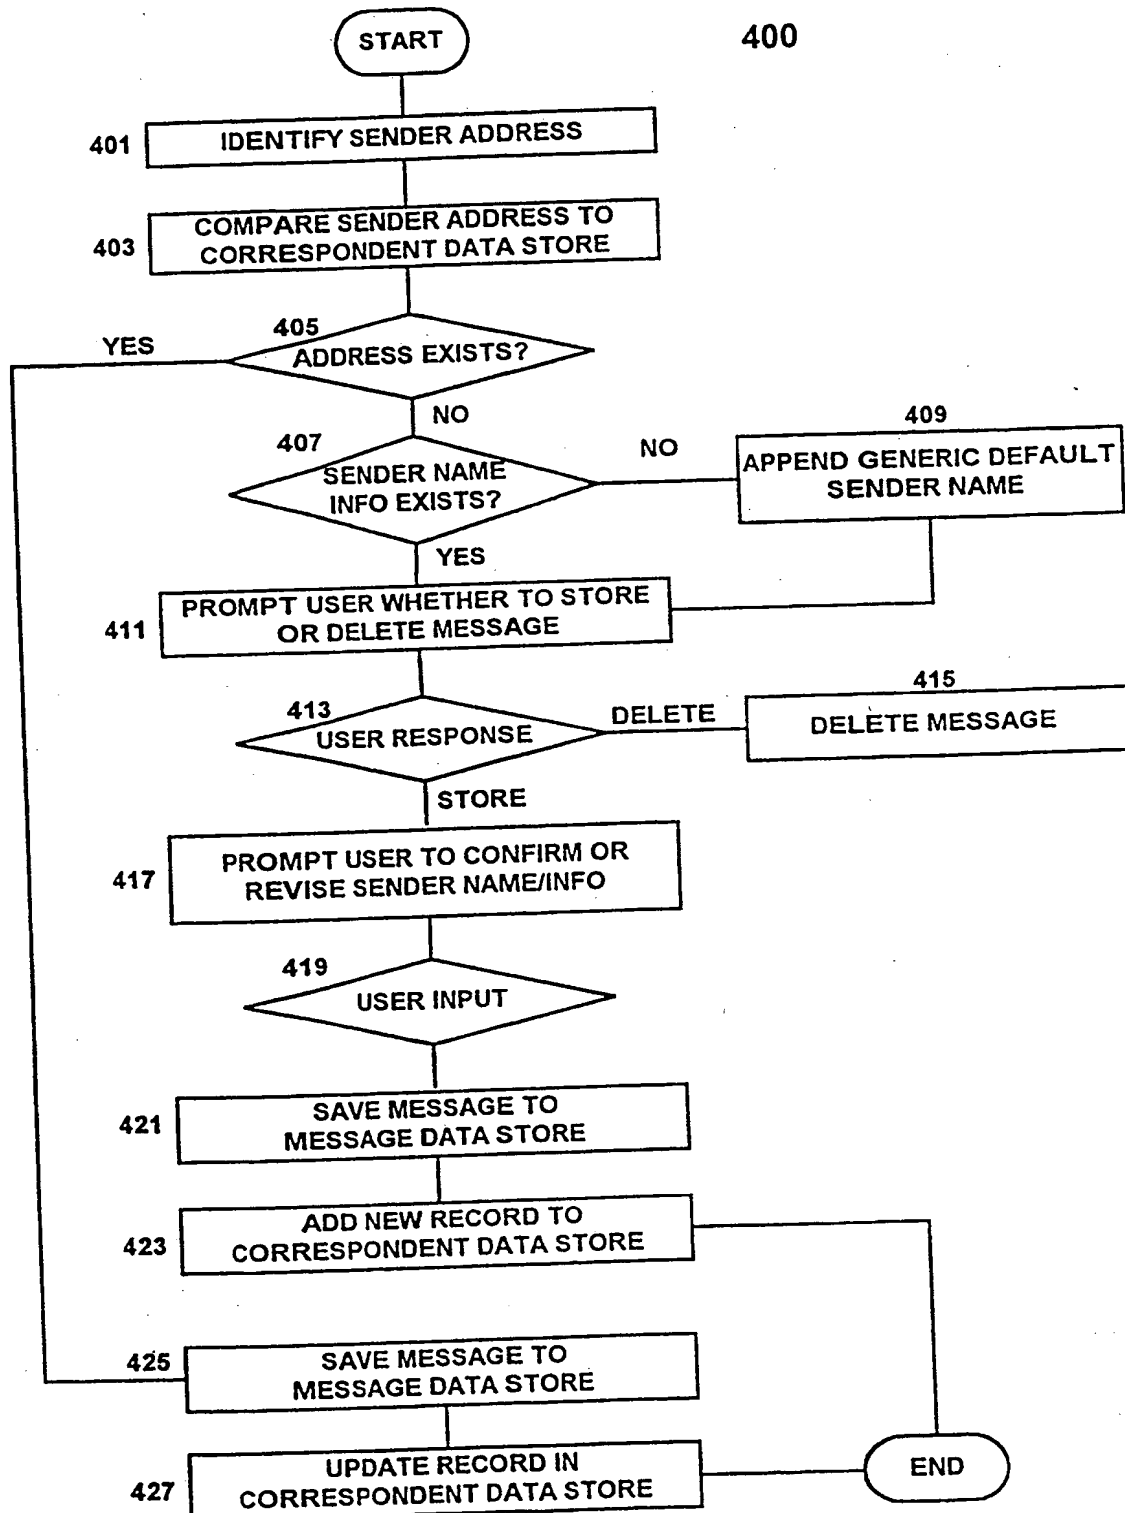 START
400
401
IDENTIFY SENDER ADDRESS
403
COMPARE SENDER ADDRESS TO
CORRESPONDENT DATA STORE
405
YES
ADDRESS EXISTS?
NO
407
SENDER NAME
INFO EXISTS?
NO
409
APPEND GENERIC DEFAULT
SENDER NAME
YES
411
PROMPT USER WHETHER TO STORE
OR DELETE MESSAGE
413
USER RESPONSE
DELETE
415
DELETE MESSAGE
STORE
417
PROMPT USER TO CONFIRM OR
REVISE SENDER NAME/INFO
419
USER INPUT
421
SAVE MESSAGE TO
MESSAGE DATA STORE
423
ADD NEW RECORD TO
CORRESPONDENT DATA STORE
425
SAVE MESSAGE TO
MESSAGE DATA STORE
427
UPDATE RECORD IN
CORRESPONDENT DATA STORE
END